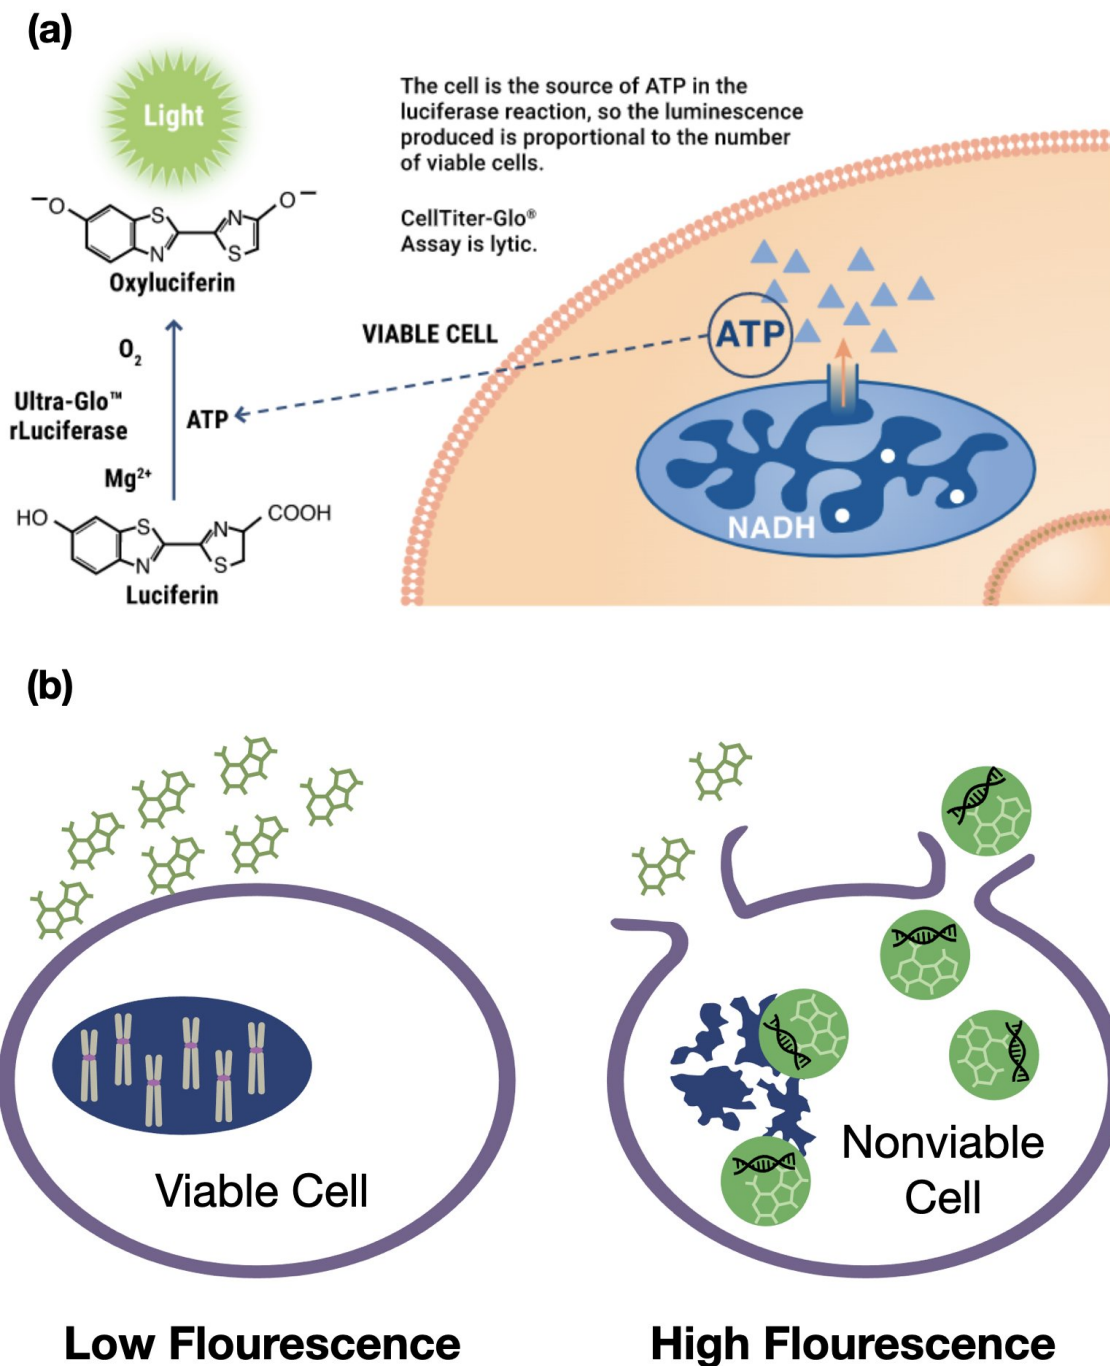 (a)
Light
The cell is the source of ATP in the
luciferase reaction, so the luminescence
produced is proportional to the number
of viable cells.
CellTiter-Glo®
Assay is lytic.
⁻O
S
N
N
S
O⁻
Oxyluciferin
O₂
Ultra-Glo™
rLuciferase
ATP
Mg²⁺
VIABLE CELL
ATP
NADH
HO
S
N
N
S
COOH
Luciferin
(b)
Viable Cell
Nonviable
Cell
Low Flourescence
High Flourescence